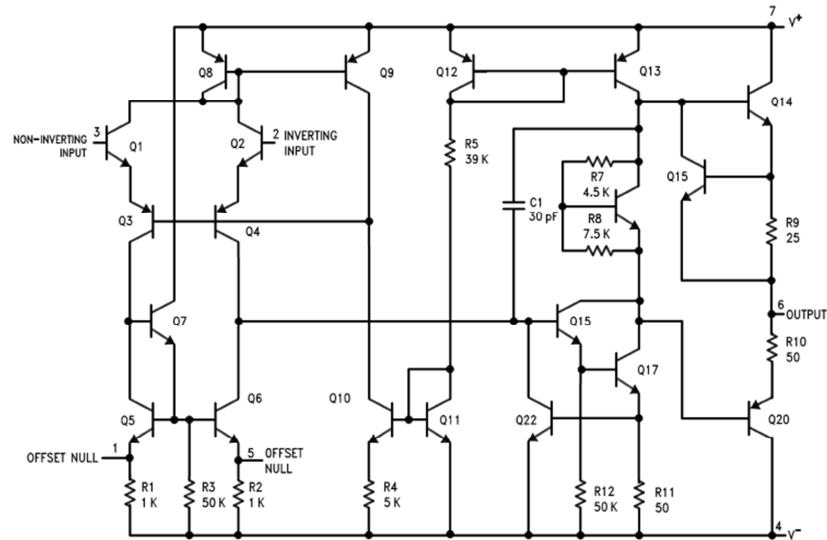 7
V+
Q8
Q9
Q12
Q13
Q14
NON-INVERTING
INPUT
3
Q1
Q2
2 INVERTING
INPUT
R5
39 K
R7
4.5 K
Q15
C1
30 pF
R8
7.5 K
Q3
Q4
R9
25
Q7
Q15
6
OUTPUT
R10
50
Q17
Q5
Q6
Q10
Q11
Q22
Q20
OFFSET NULL
1
5 OFFSET
NULL
R1
1 K
R3
50 K
R2
1 K
R4
5 K
R12
50 K
R11
50
4
V-